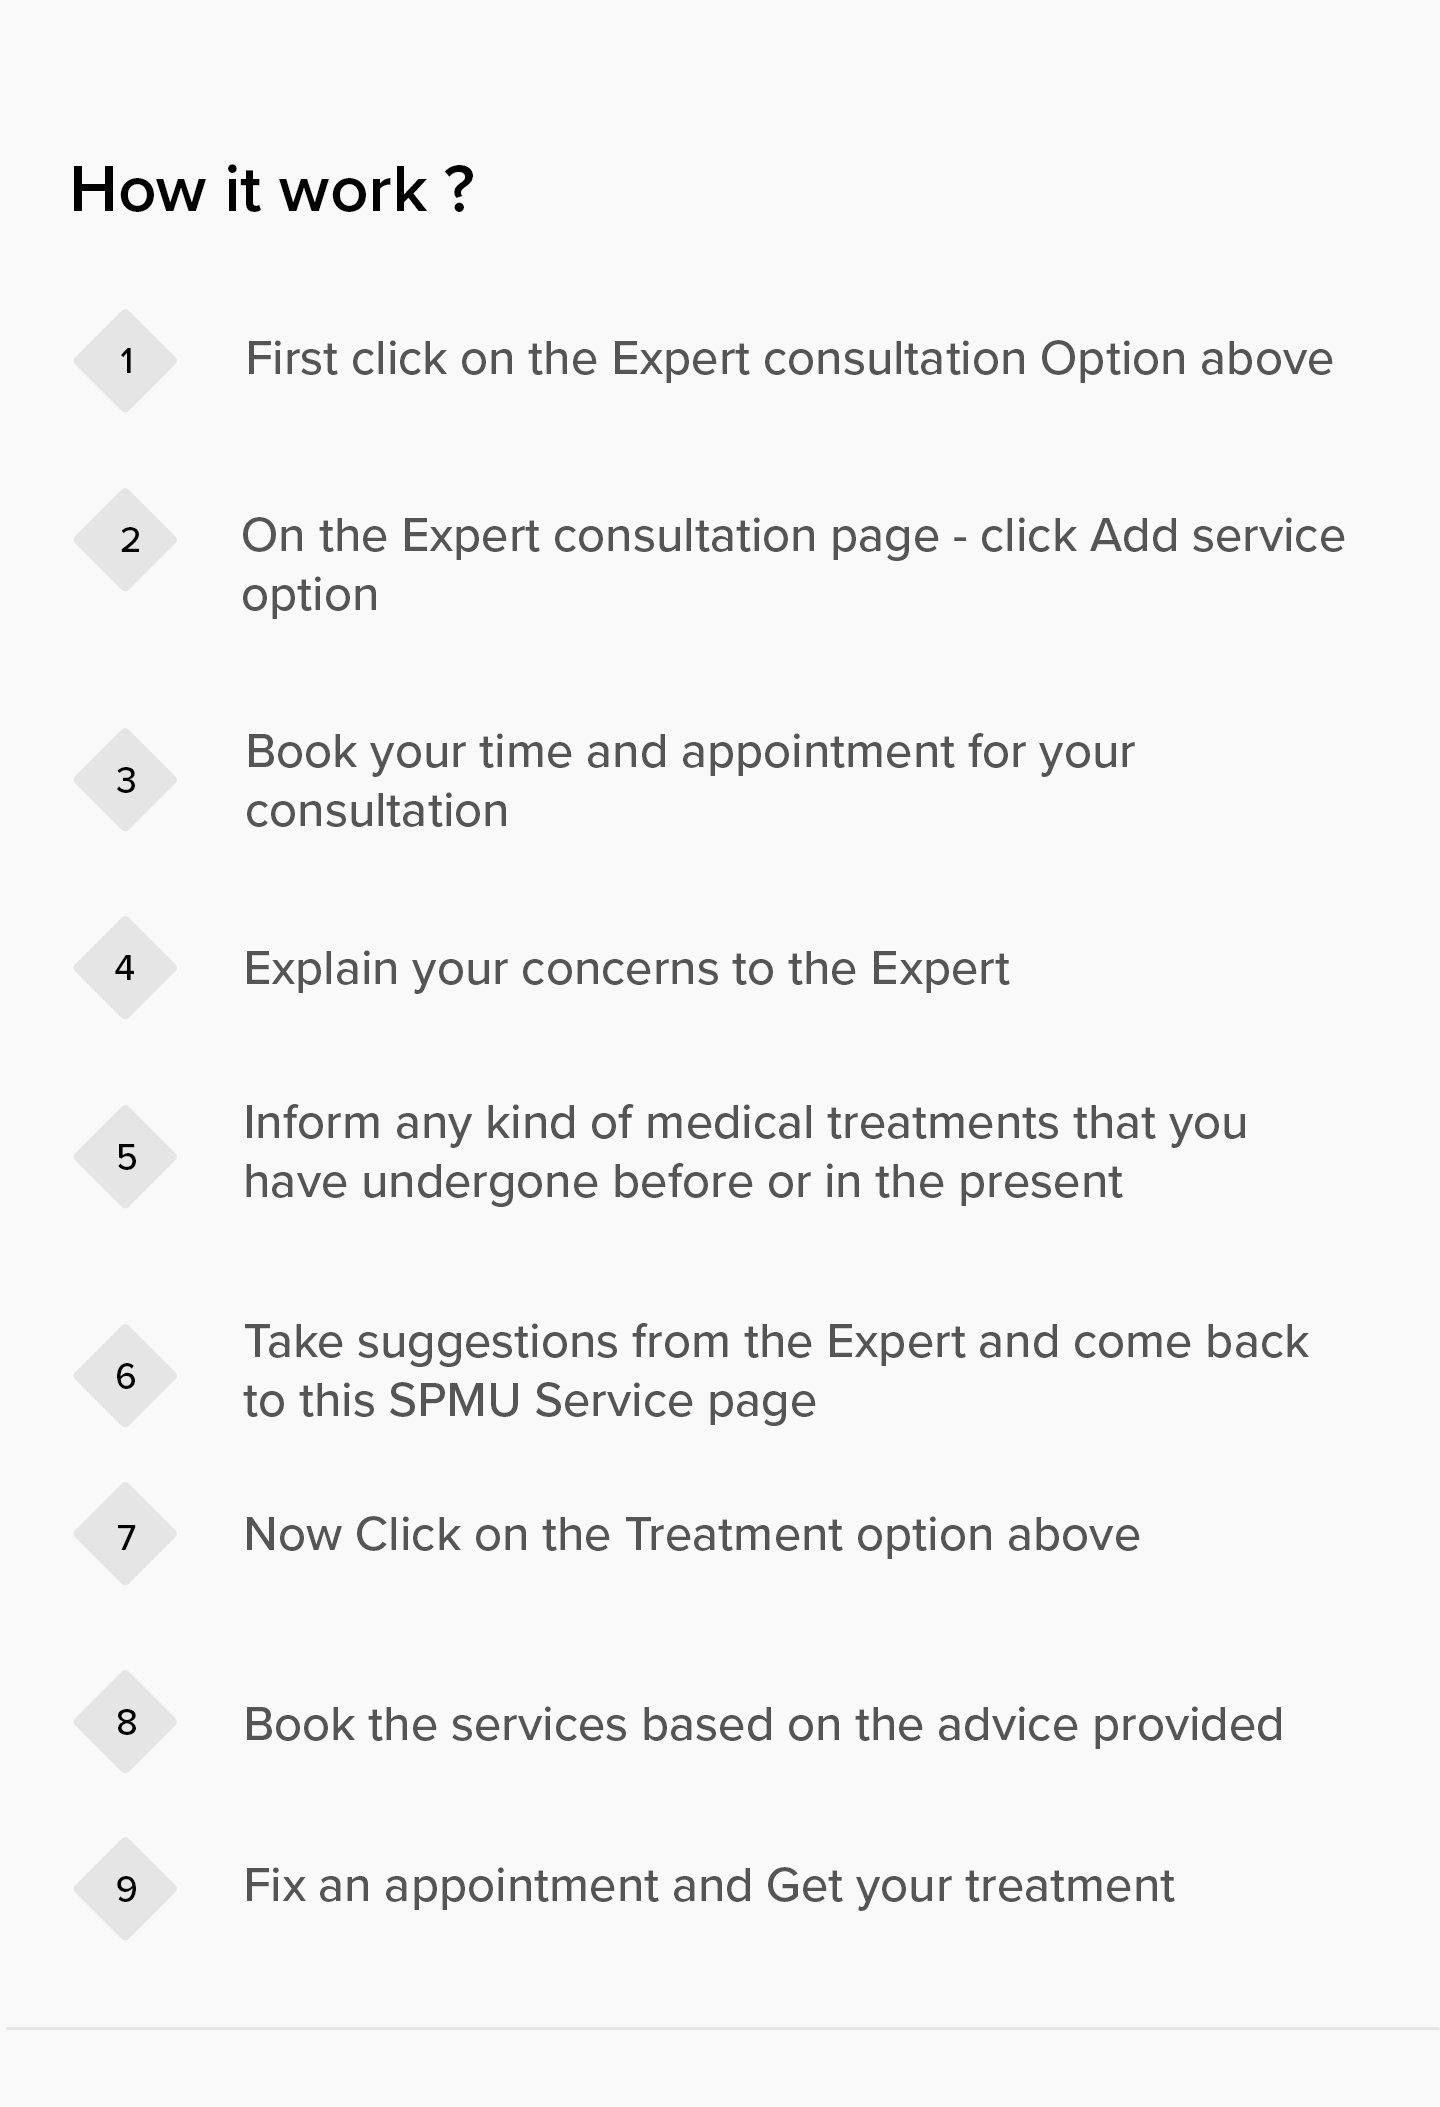 How it work ?
1
First click on the Expert consultation Option above
2
On the Expert consultation page - click Add service
option
3
Book your time and appointment for your
consultation
4
Explain your concerns to the Expert
5
Inform any kind of medical treatments that you
have undergone before or in the present
6
Take suggestions from the Expert and come back
to this SPMU Service page
7
Now Click on the Treatment option above
8
Book the services based on the advice provided
9
Fix an appointment and Get your treatment